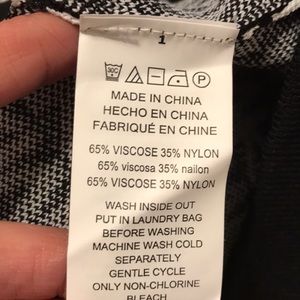 1
30C
P
MADE IN CHINA
HECHO EN CHINA
FABRIQUÉ EN CHINE
65% VISCOSE 35% NYLON
65% viscosa 35% nailon
65% VISCOSE 35% NYLON
WASH INSIDE OUT
PUT IN LAUNDRY BAG
BEFORE WASHING
MACHINE WASH COLD
SEPARATELY
GENTLE CYCLE
ONLY NON-CHLORINE
BLEACH